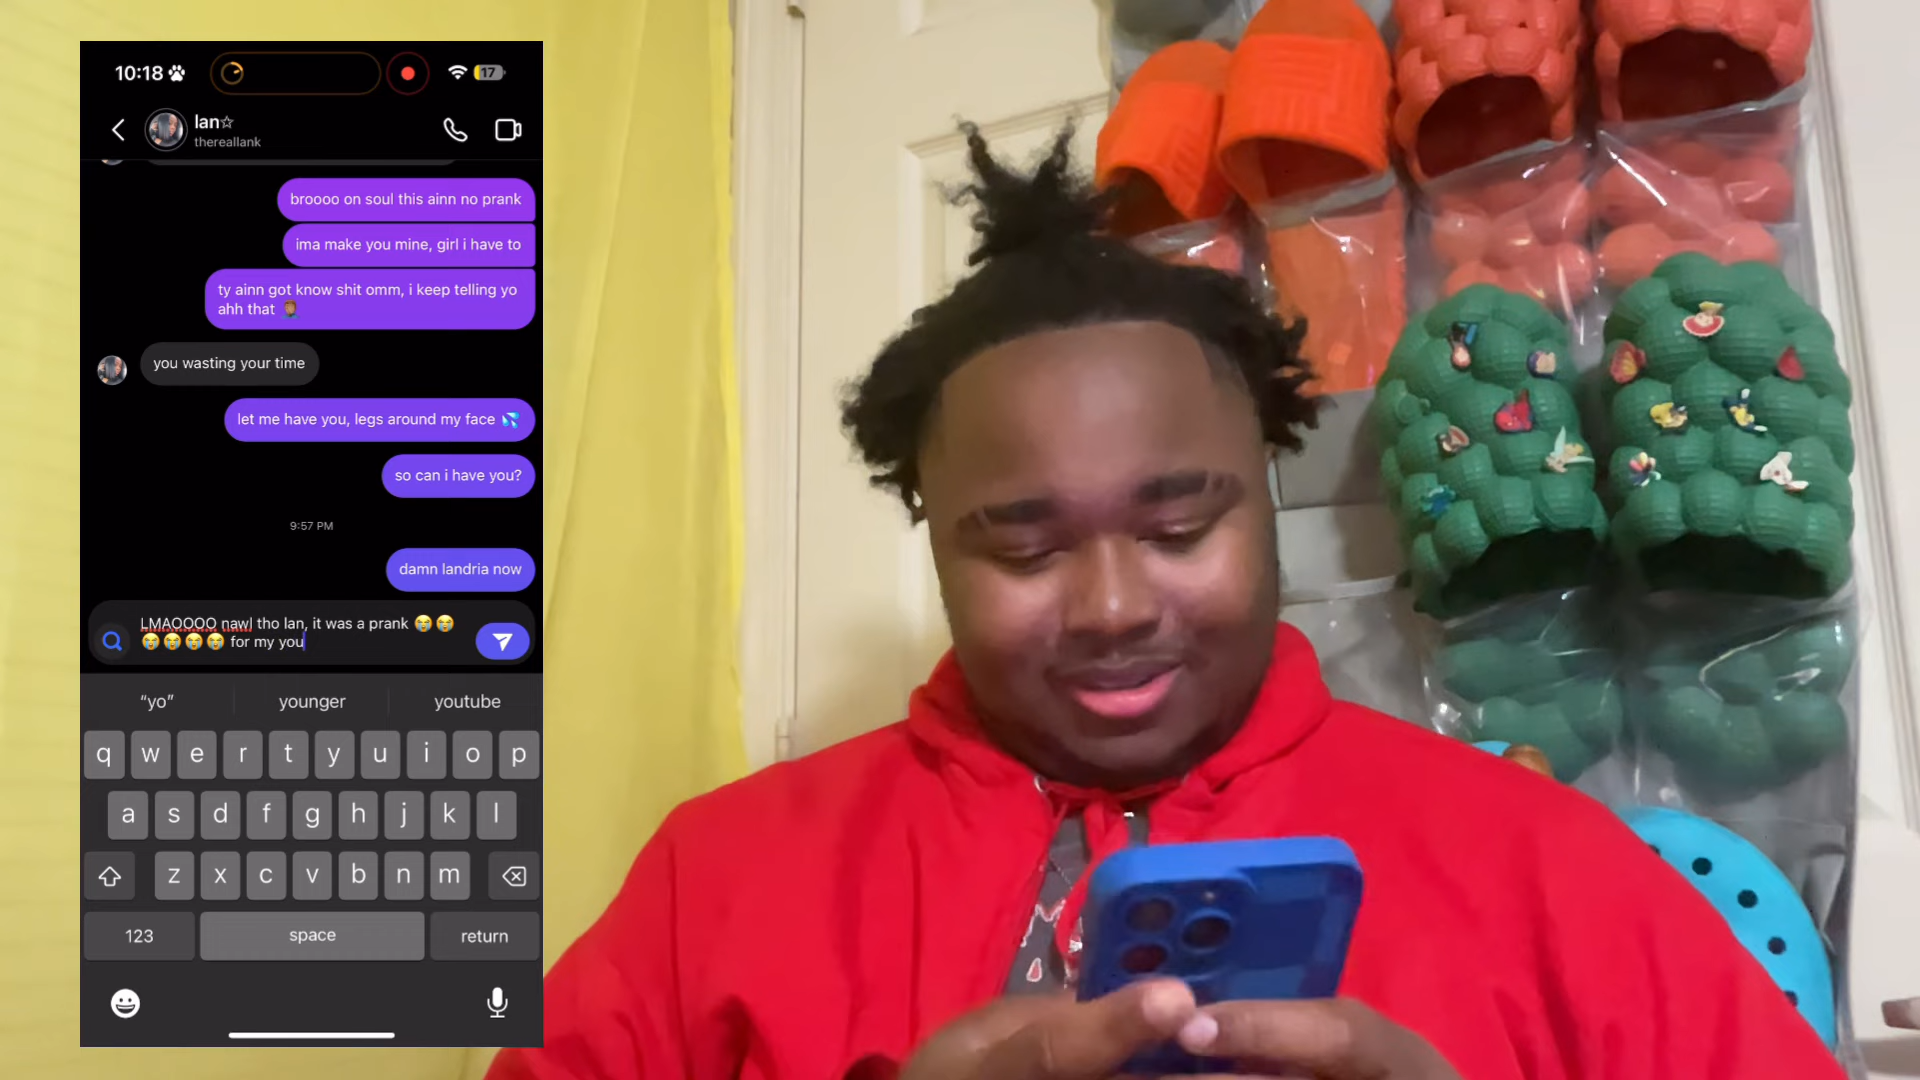 10:18
17
lan☆
thereallank
broooo on soul this ainn no prank
ima make you mine, girl i have to
ty ainn got know shit omm, i keep telling yo
ahh that 🤦🏾‍♂️
you wasting your time
let me have you, legs around my face 💦
so can i have you?
9:57 PM
damn landria now
LMAOOOO nawl tho lan, it was a prank 😭😭
😭😭😭😭 for my you
“yo” younger youtube
q w e r t y u i o p
a s d f g h j k l
z x c v b n m
123 space return